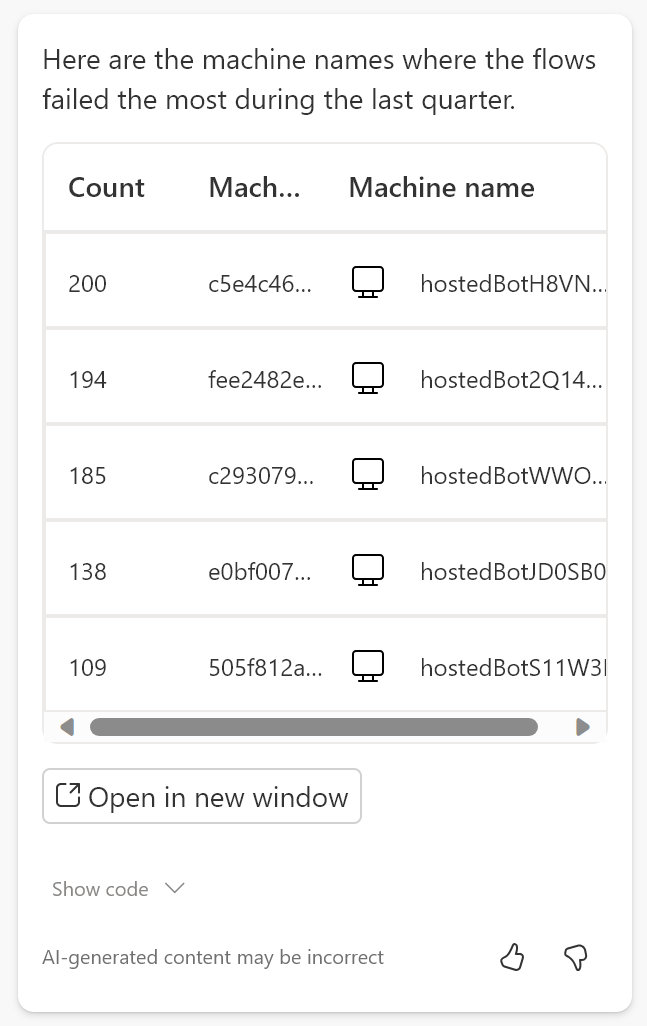 Here are the machine names where the flows
failed the most during the last quarter.
Count Mach... Machine name
200 c5e4c46... hostedBotH8VN...
194 fee2482e... hostedBot2Q14...
185 c293079... hostedBotWWO...
138 e0bf007... hostedBotJD0SB0
109 505f812a... hostedBotS11W3
Open in new window
Show code
AI-generated content may be incorrect